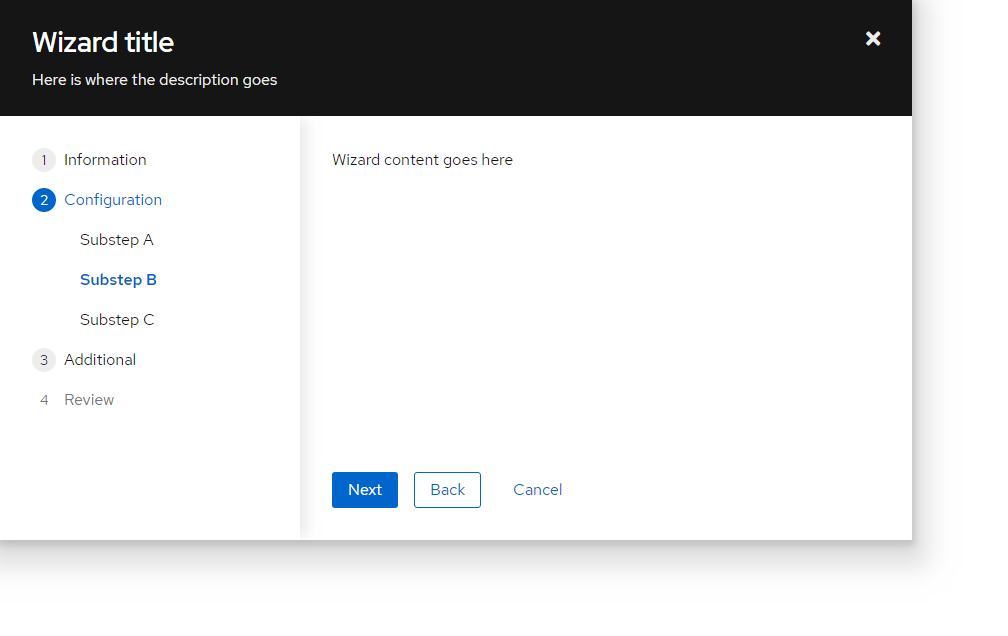 Wizard title
Here is where the description goes
1 Information
2 Configuration
Substep A
Substep B
Substep C
3 Additional
4 Review
Wizard content goes here
Next Back Cancel